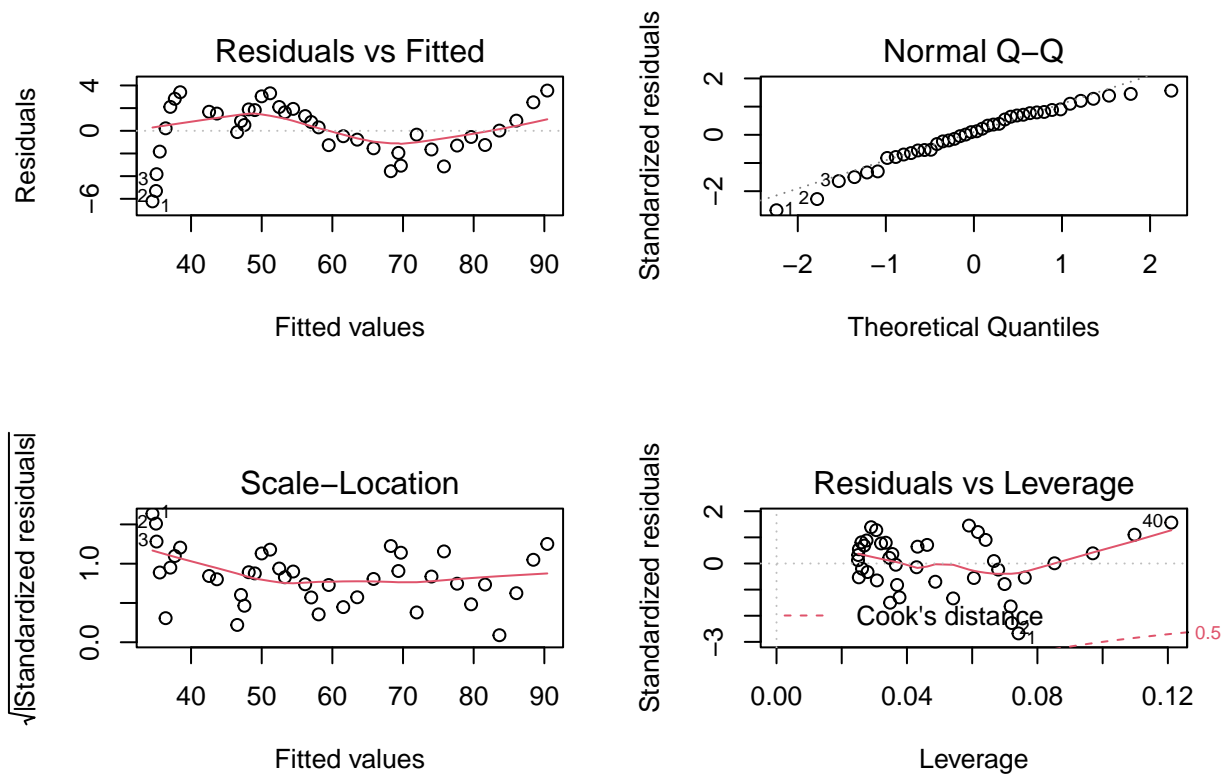 Residuals vs Fitted
Residuals
4
0
−6
3
2
1
40 50 60 70 80 90
Fitted values
Normal Q−Q
Standardized residuals
2
0
−2
3
2
1
−2 −1 0 1 2
Theoretical Quantiles
Scale−Location
√|Standardized residuals|
1.0
0.0
2
1
3
40 50 60 70 80 90
Fitted values
Residuals vs Leverage
Standardized residuals
2
0
−3
40
Cook's distance
2
1
0.5
0.00 0.04 0.08 0.12
Leverage